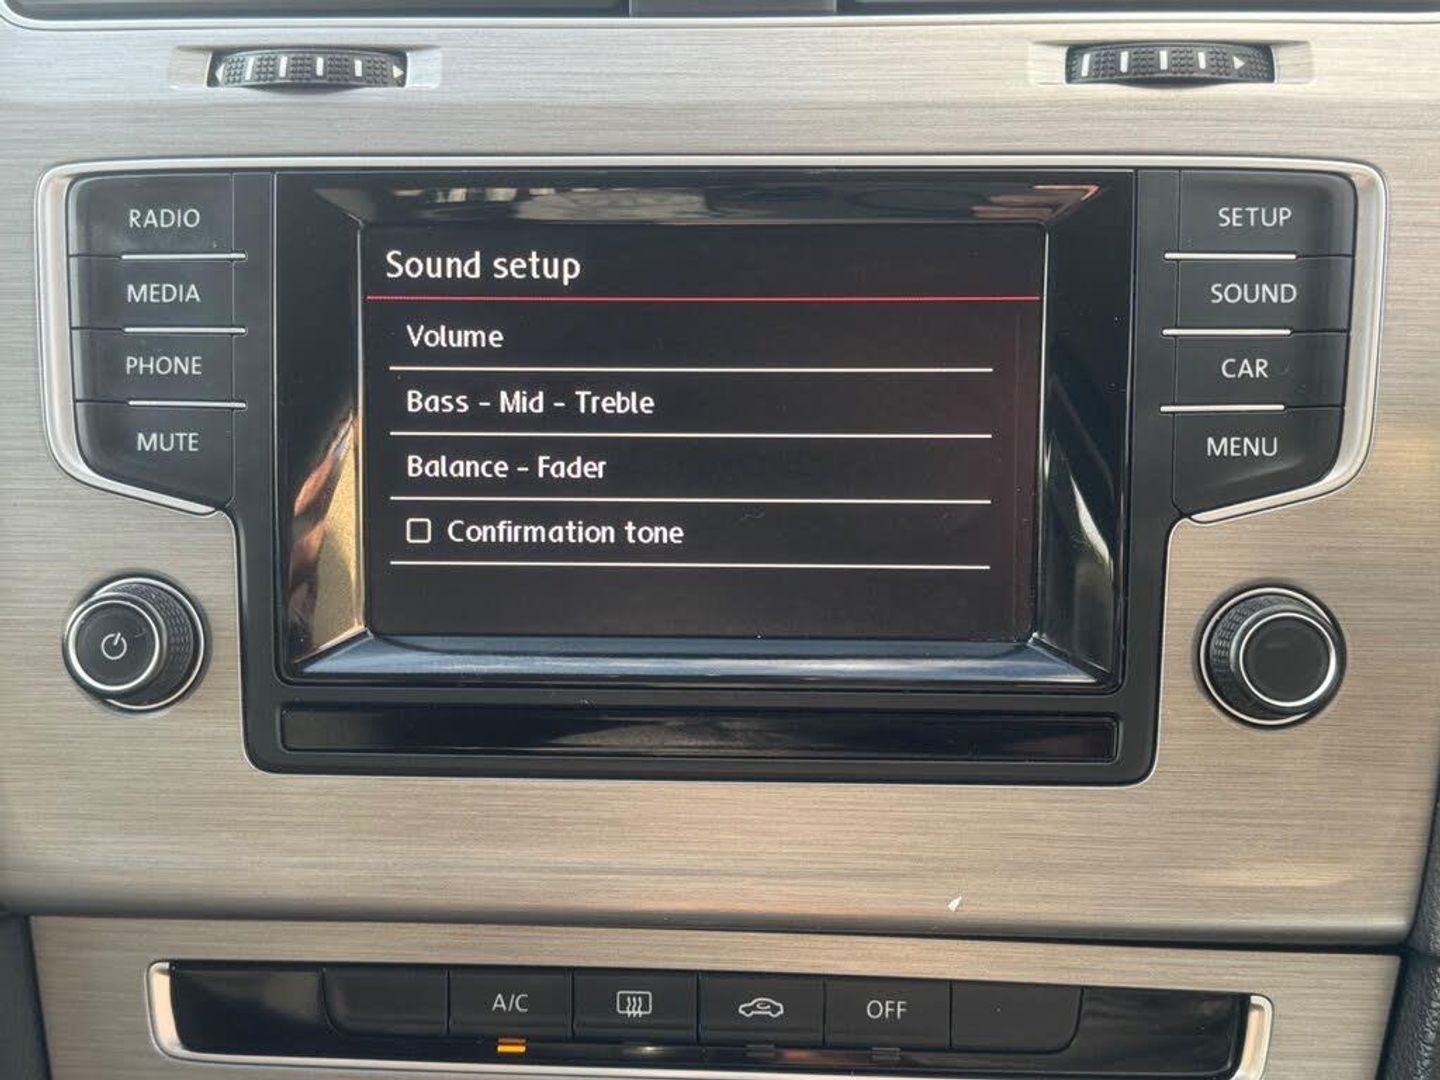 RADIO
MEDIA
PHONE
MUTE
Sound setup
Volume
Bass - Mid - Treble
Balance - Fader
Confirmation tone
SETUP
SOUND
CAR
MENU
A/C
OFF